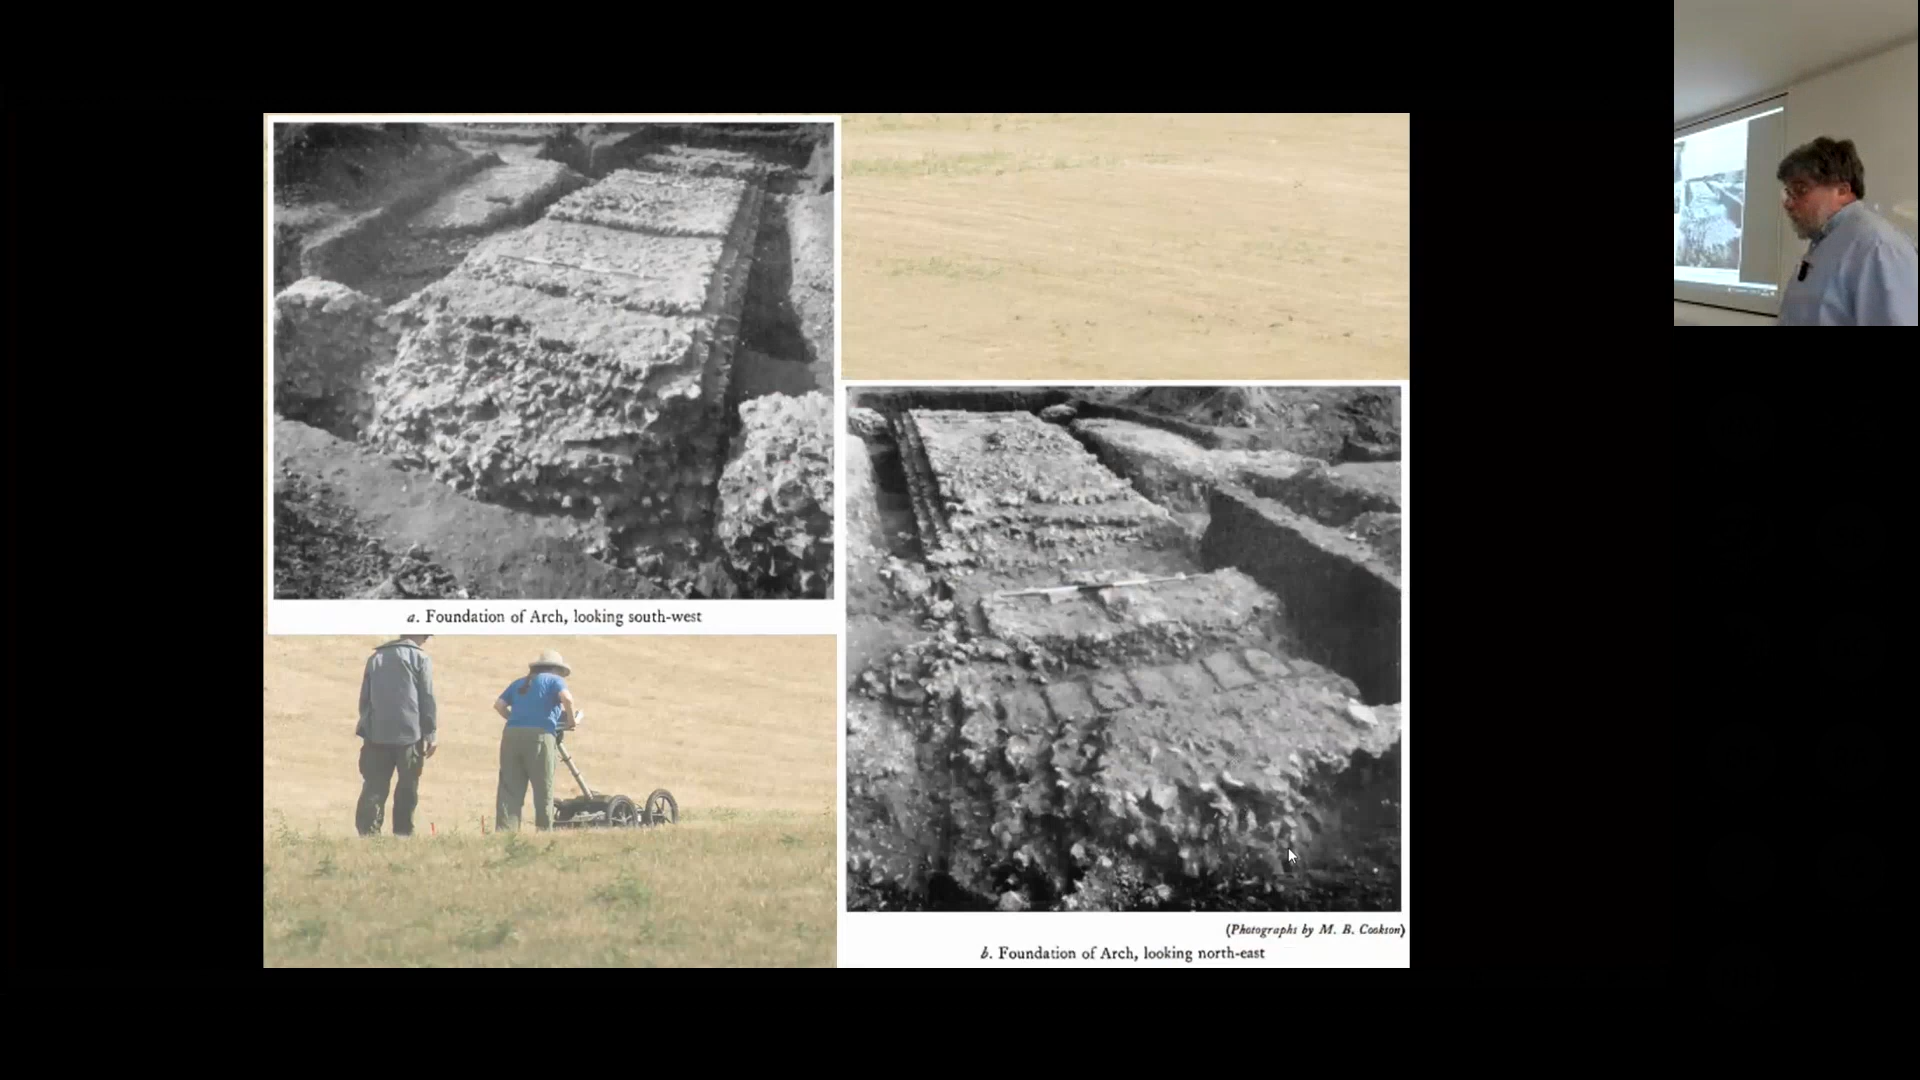 a. Foundation of Arch, looking south-west
(Photographs by M. B. Cookson)
b. Foundation of Arch, looking north-east